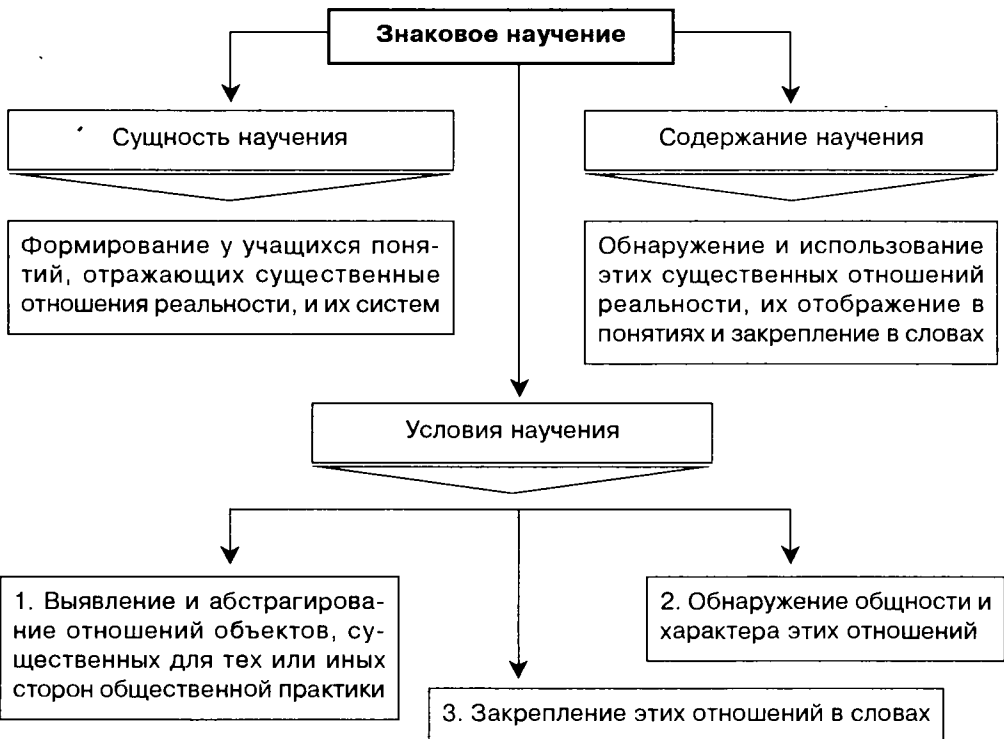 Знаковое научение
Сущность научения
Содержание научения
Формирование у учащихся поня-
тий, отражающих существенные
отношения реальности, и их систем
Обнаружение и использование
этих существенных отношений
реальности, их отображение в
понятиях и закрепление в словах
Условия научения
1. Выявление и абстрагирова-
ние отношений объектов, су-
щественных для тех или иных
сторон общественной практики
2. Обнаружение общности и
характера этих отношений
3. Закрепление этих отношений в словах